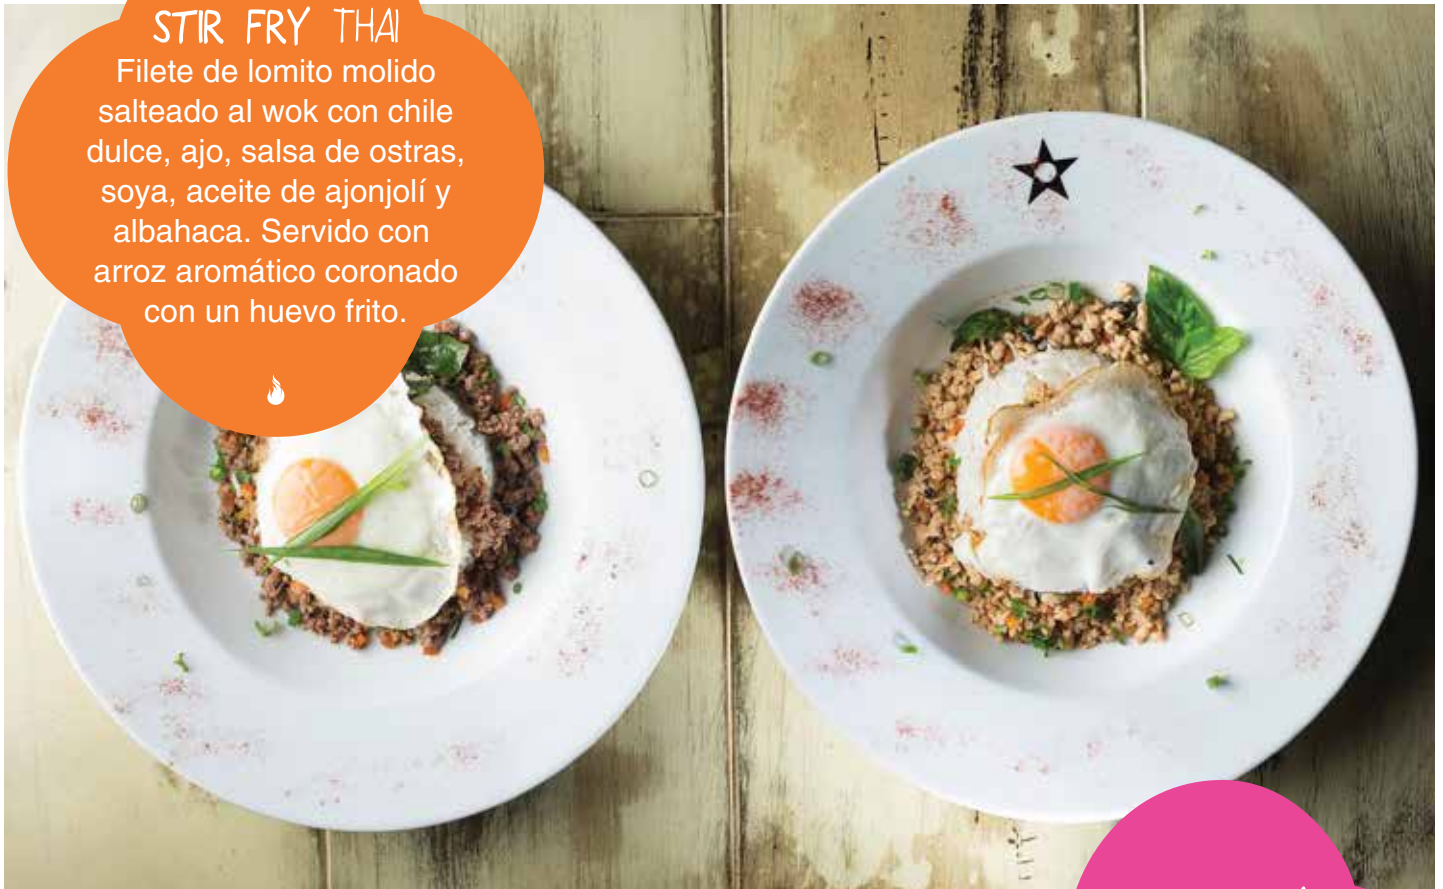 STIR FRY THAI
Filete de lomito molido
salteado al wok con chile
dulce, ajo, salsa de ostras,
soya, aceite de ajonjolí y
albahaca. Servido con
arroz aromático coronado
con un huevo frito.